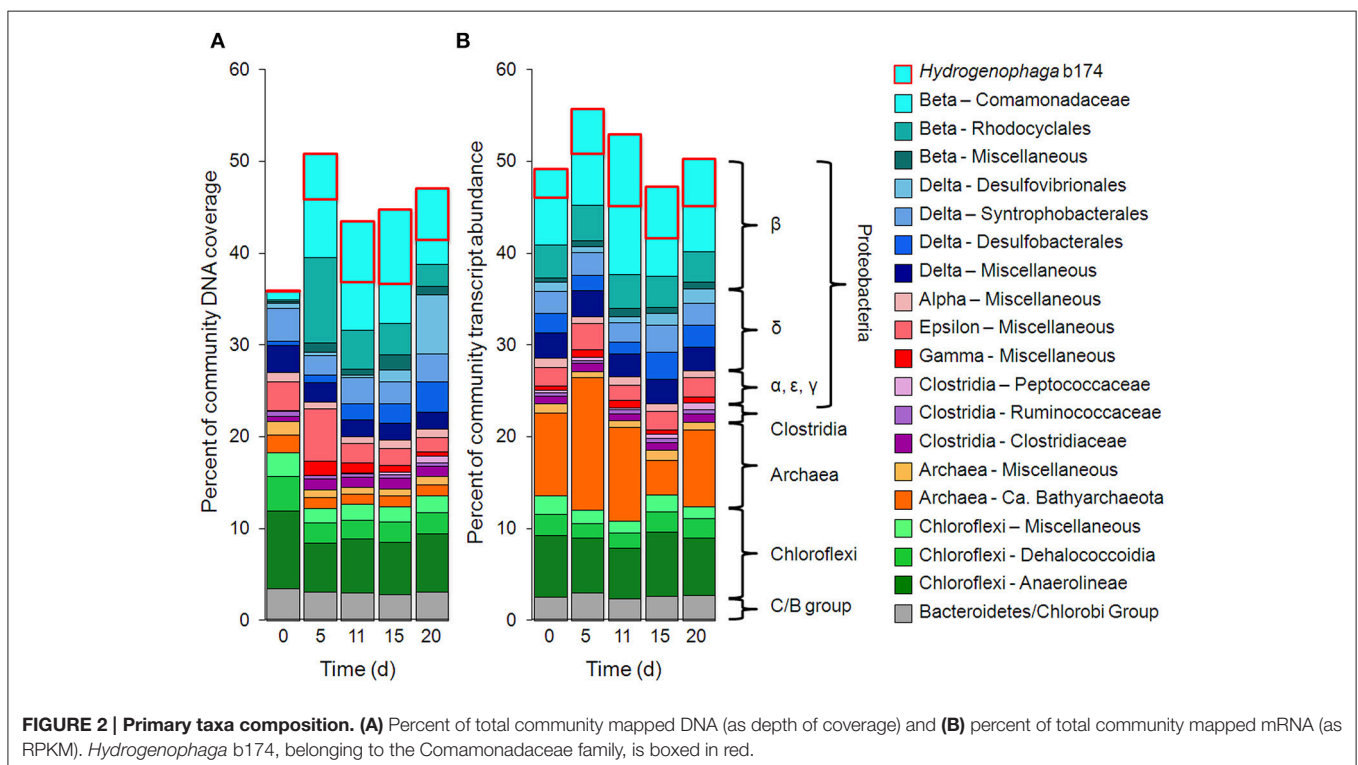 A
B
Percent of community DNA coverage
60
50
40
30
20
10
0
0 5 11 15 20
Time (d)
Percent of community transcript abundance
60
50
40
30
20
10
0
0 5 11 15 20
Time (d)
β
δ
α, ε, γ
Proteobacteria
Clostridia
Archaea
Chloroflexi
C/B group
Hydrogenophaga b174
Beta – Comamonadaceae
Beta - Rhodocyclales
Beta - Miscellaneous
Delta - Desulfovibrionales
Delta – Syntrophobacterales
Delta - Desulfobacterales
Delta – Miscellaneous
Alpha – Miscellaneous
Epsilon – Miscellaneous
Gamma - Miscellaneous
Clostridia – Peptococcaceae
Clostridia - Ruminococcaceae
Clostridia - Clostridiaceae
Archaea - Miscellaneous
Archaea - Ca. Bathyarchaeota
Chloroflexi – Miscellaneous
Chloroflexi - Dehalococcoidia
Chloroflexi - Anaerolineae
Bacteroidetes/Chlorobi Group
FIGURE 2 | Primary taxa composition. (A) Percent of total community mapped DNA (as depth of coverage) and (B) percent of total community mapped mRNA (as
RPKM). Hydrogenophaga b174, belonging to the Comamonadaceae family, is boxed in red.